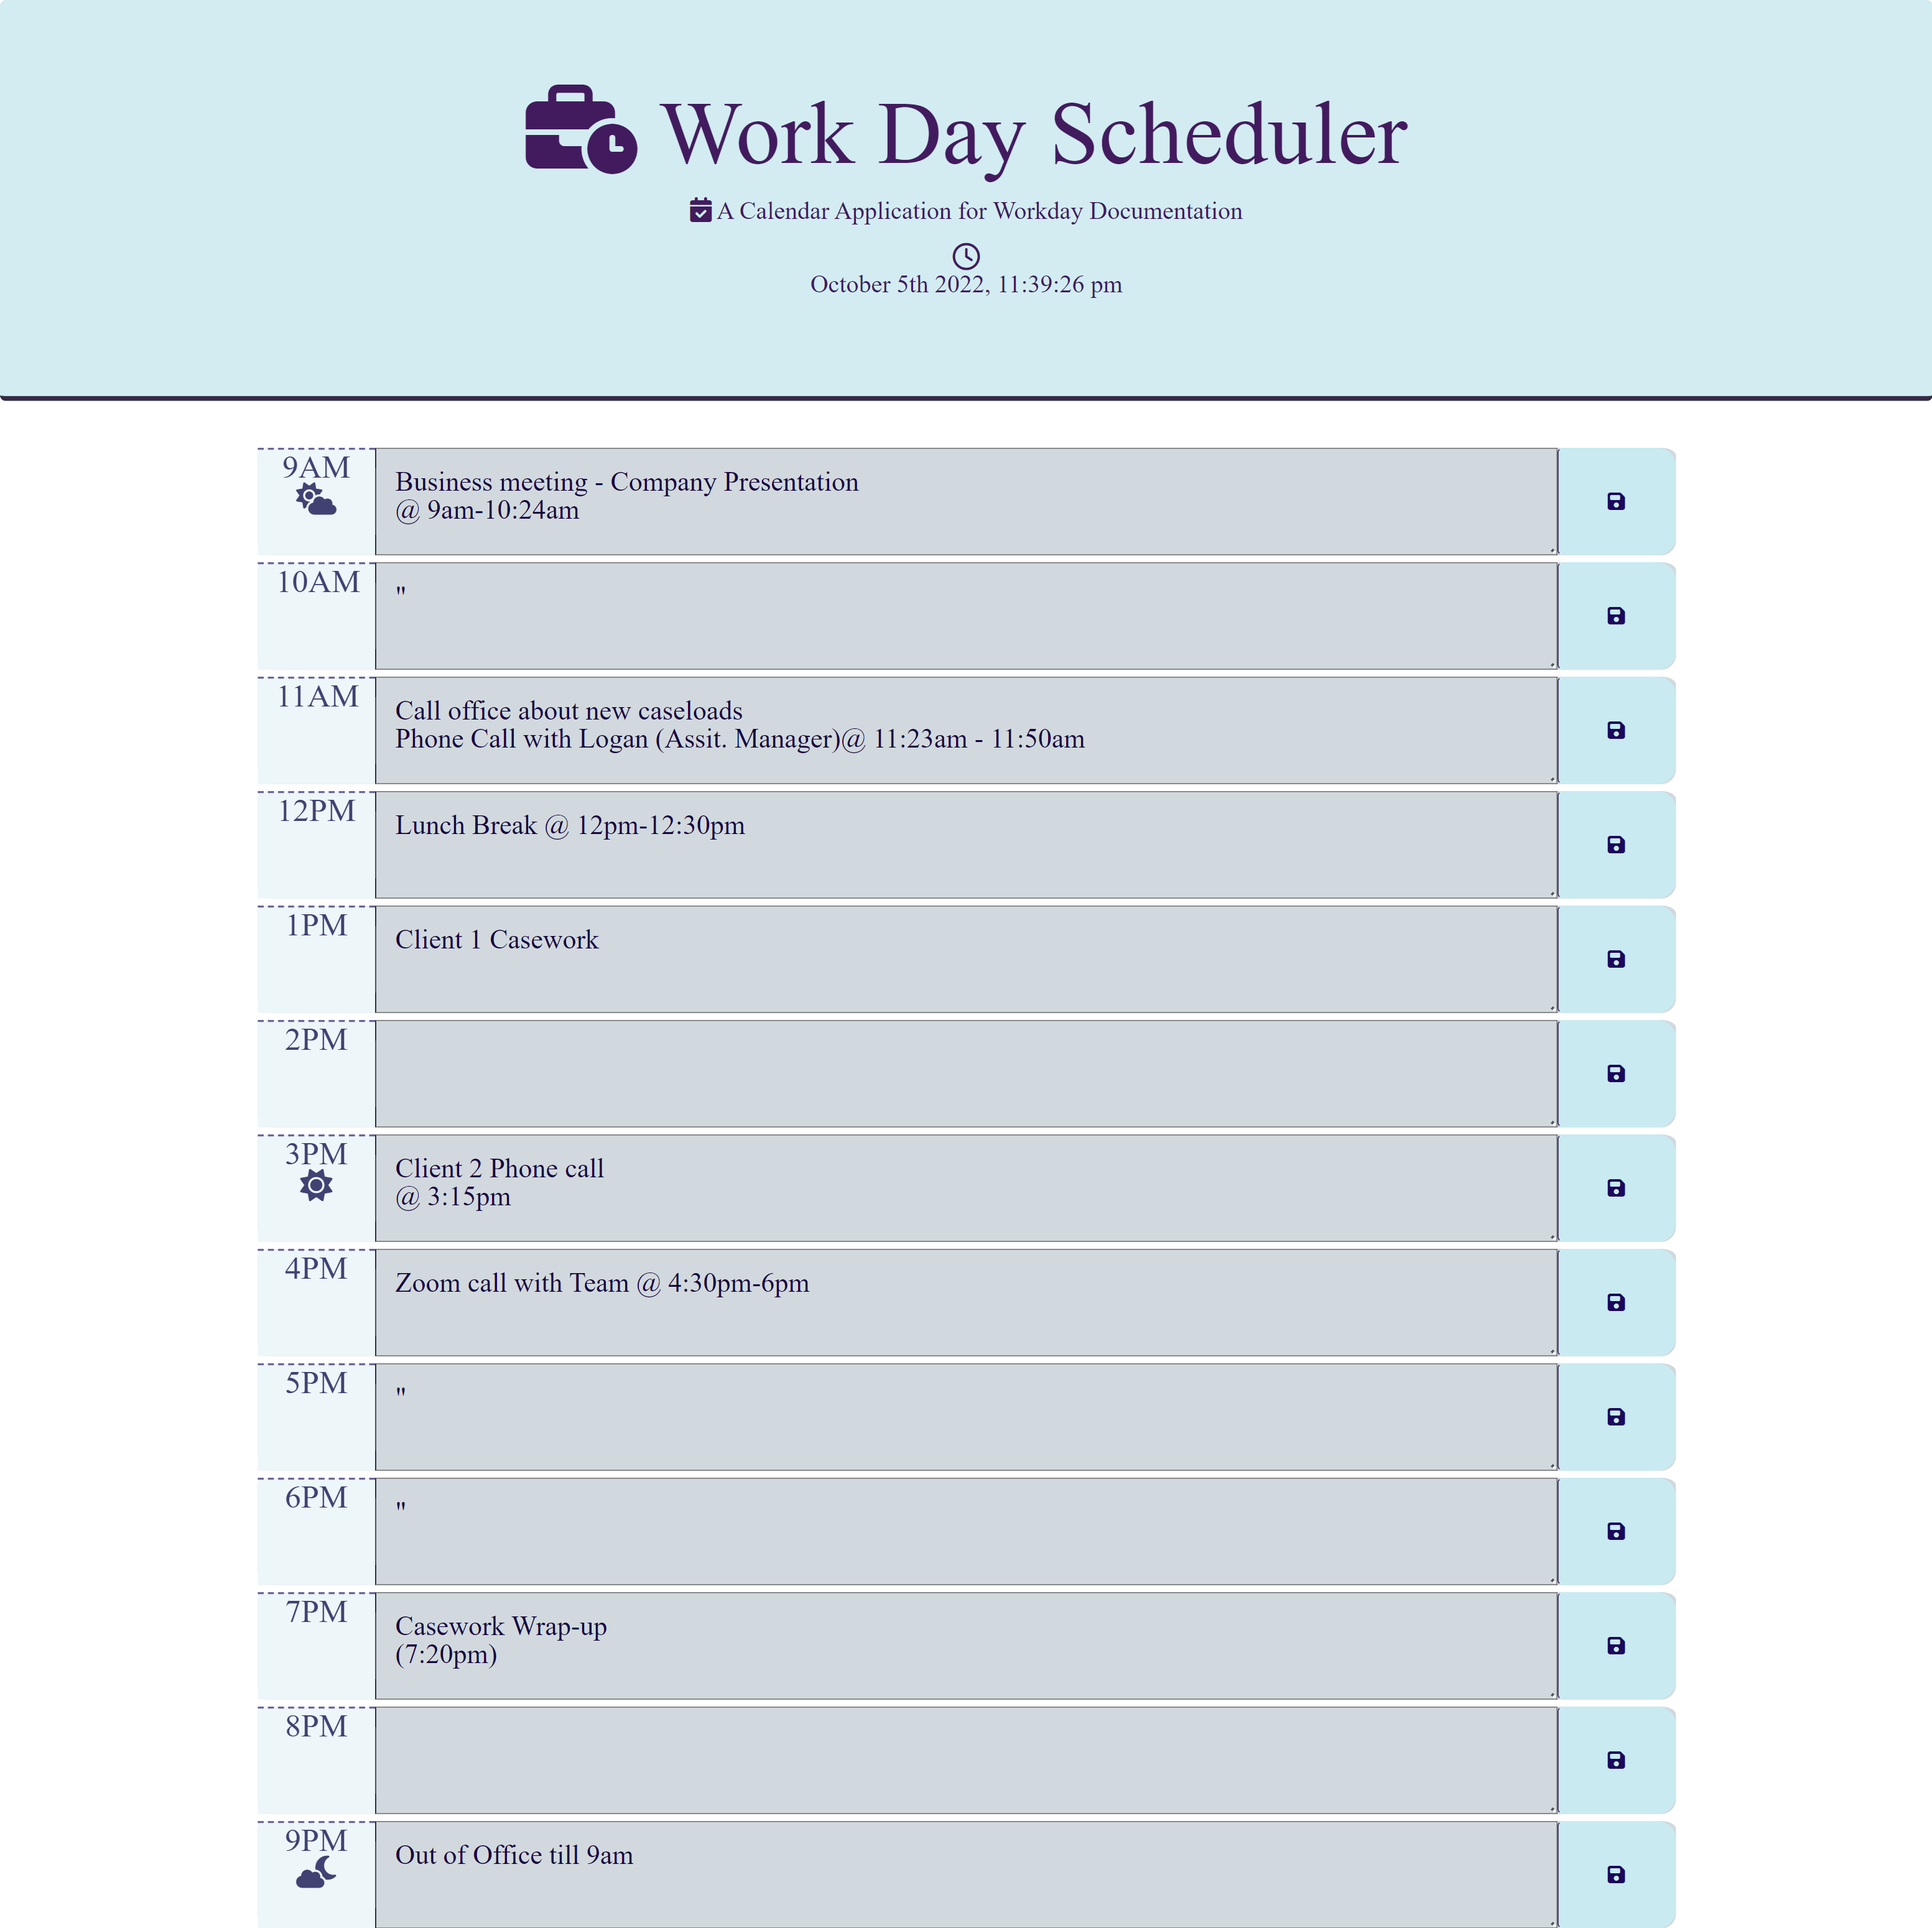 Work Day Scheduler
A Calendar Application for Workday Documentation
October 5th 2022, 11:39:26 pm
9AM
Business meeting - Company Presentation
@ 9am-10:24am
10AM
"
11AM
Call office about new caseloads
Phone Call with Logan (Assit. Manager)@ 11:23am - 11:50am
12PM
Lunch Break @ 12pm-12:30pm
1PM
Client 1 Casework
2PM
3PM
Client 2 Phone call
@ 3:15pm
4PM
Zoom call with Team @ 4:30pm-6pm
5PM
"
6PM
"
7PM
Casework Wrap-up
(7:20pm)
8PM
9PM
Out of Office till 9am